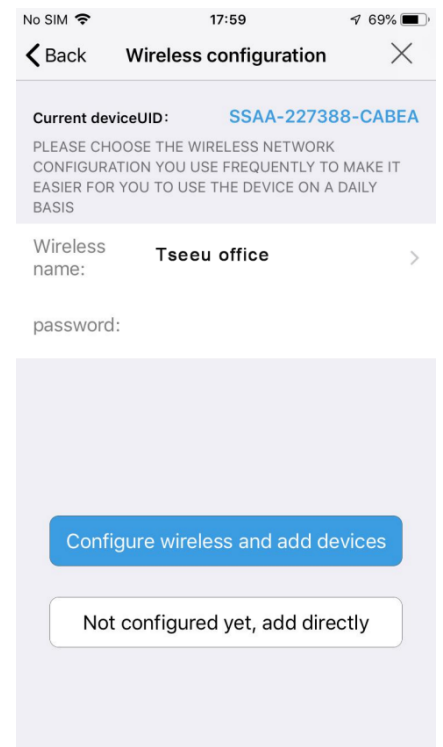 No SIM 17:59 69%
Back Wireless configuration
Current deviceUID: SSAA-227388-CABEA
PLEASE CHOOSE THE WIRELESS NETWORK
CONFIGURATION YOU USE FREQUENTLY TO MAKE IT
EASIER FOR YOU TO USE THE DEVICE ON A DAILY
BASIS
Wireless
name: Tseeu office
password:
Configure wireless and add devices
Not configured yet, add directly